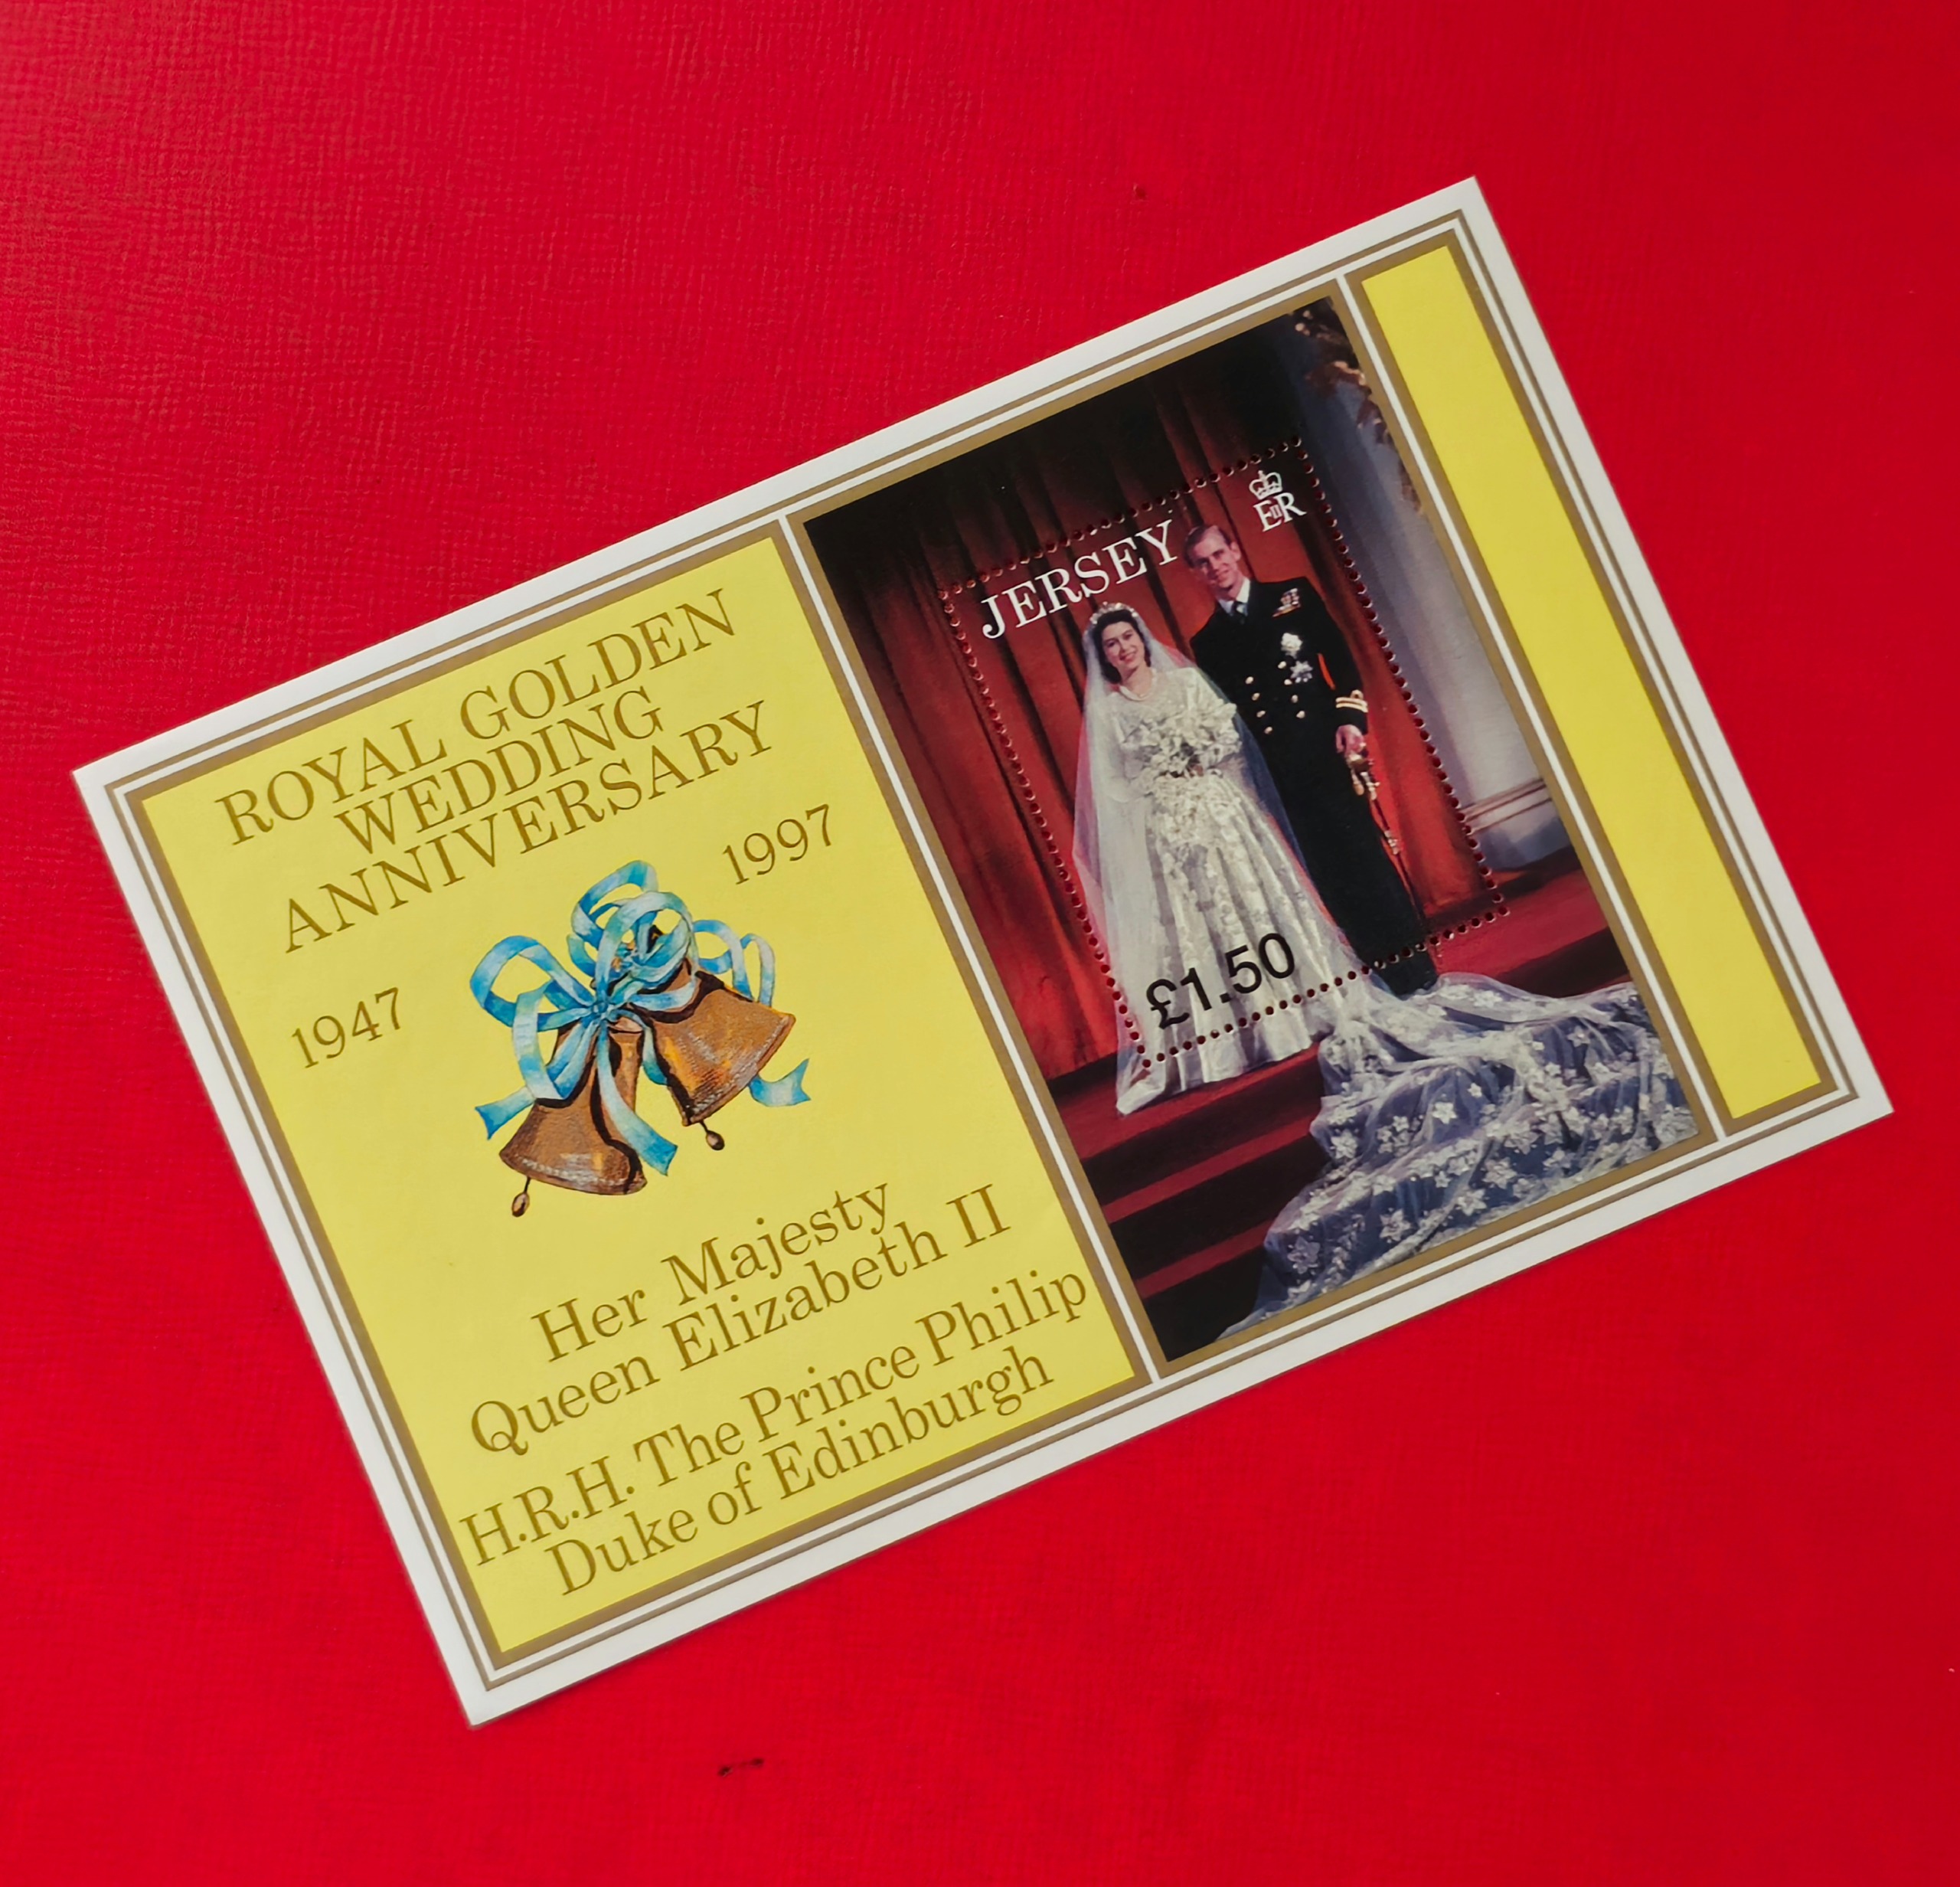 ROYAL GOLDEN
WEDDING
ANNIVERSARY
1947
1997
Her Majesty
Queen Elizabeth II
H.R.H. The Prince Philip
Duke of Edinburgh
JERSEY
EIIR
£1.50